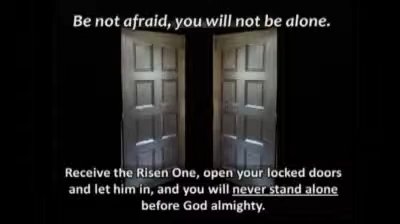 Be not afraid, you will not be alone.
Receive the Risen One, open your locked doors
and let him in, and you will never stand alone
before God almighty.